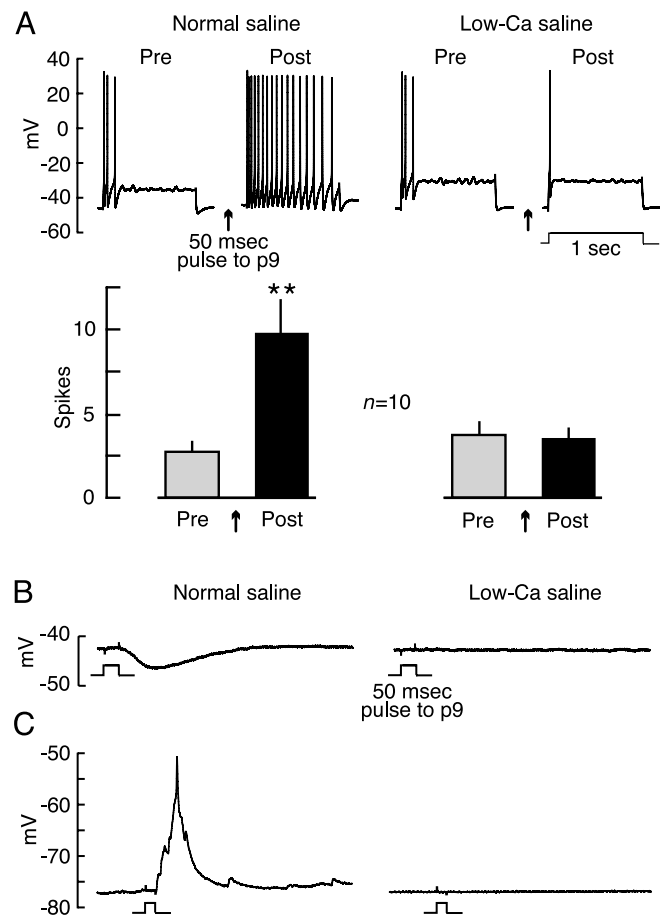 A
Normal saline
Low-Ca saline
Pre
Post
Pre
Post
mV
40
20
0
-20
-40
-60
50 msec
pulse to p9
1 sec
Spikes
10
5
0
**
n=10
Pre
Post
Pre
Post
B
Normal saline
Low-Ca saline
mV
-40
-50
50 msec
pulse to p9
C
mV
-50
-60
-70
-80